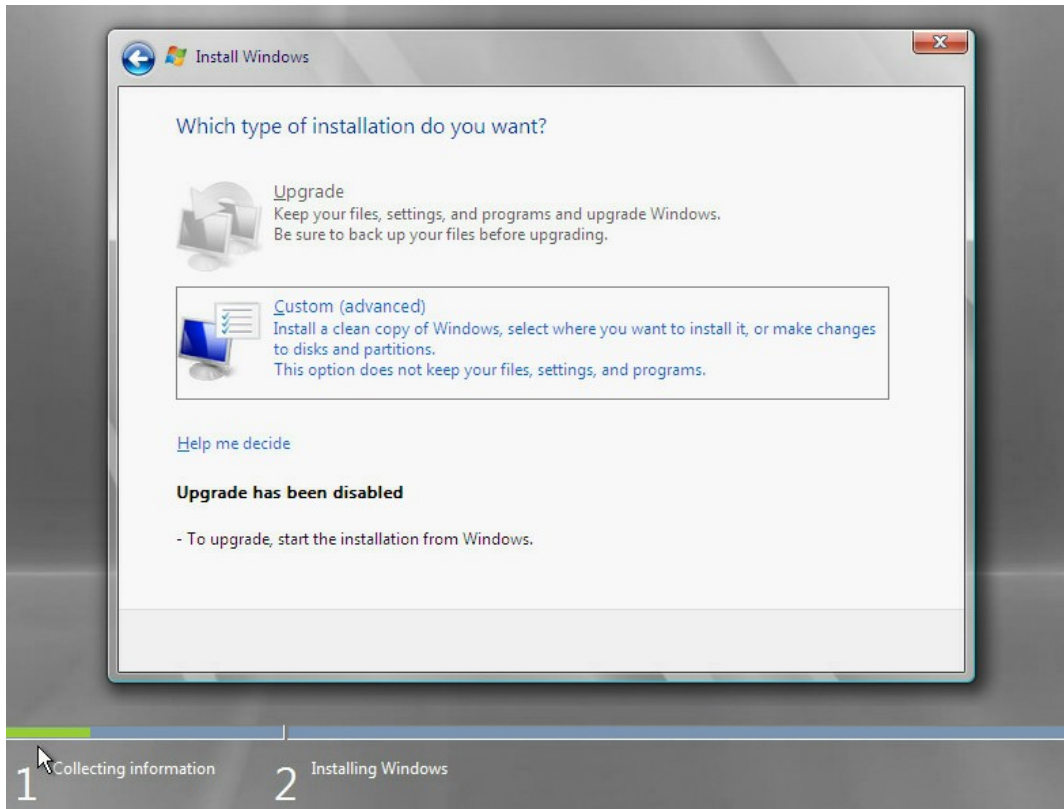 Install Windows
Which type of installation do you want?
Upgrade
Keep your files, settings, and programs and upgrade Windows.
Be sure to back up your files before upgrading.
Custom (advanced)
Install a clean copy of Windows, select where you want to install it, or make changes
to disks and partitions.
This option does not keep your files, settings, and programs.
Help me decide
Upgrade has been disabled
- To upgrade, start the installation from Windows.
1 Collecting information
2 Installing Windows